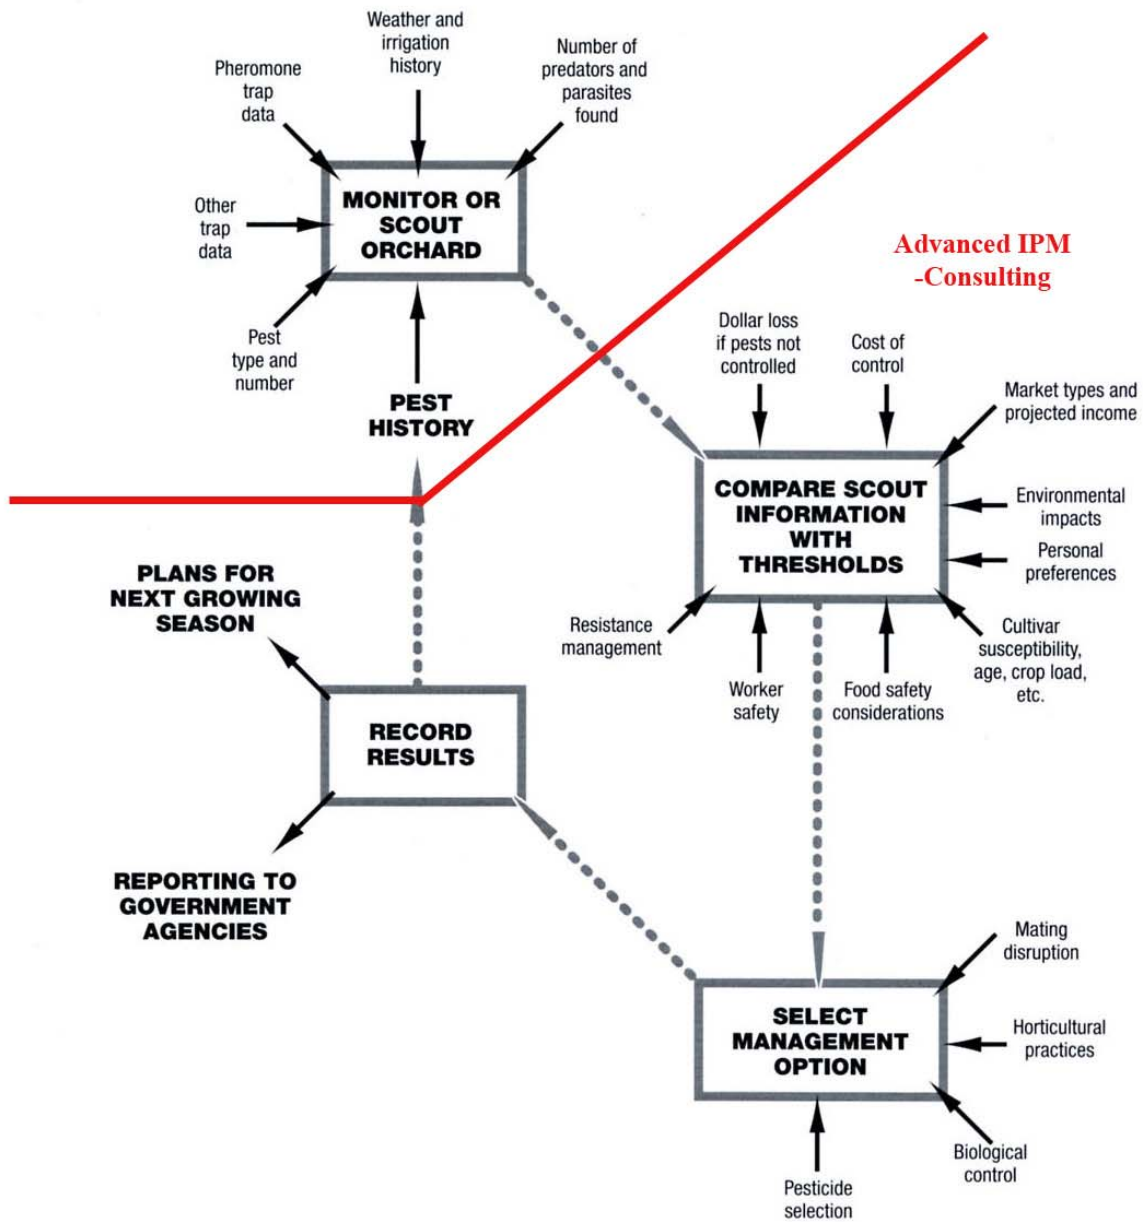 Weather and
irrigation
history
Number of
predators and
parasites
found
Pheromone
trap
data
MONITOR OR
SCOUT
ORCHARD
Other
trap
data
Pest
type and
number
PEST
HISTORY
Advanced IPM
-Consulting
Dollar loss
if pests not
controlled
Cost of
control
Market types and
projected income
COMPARE SCOUT
INFORMATION
WITH
THRESHOLDS
Environmental
impacts
Personal
preferences
Resistance
management
Worker
safety
Food safety
considerations
Cultivar
susceptibility,
age, crop load,
etc.
PLANS FOR
NEXT GROWING
SEASON
RECORD
RESULTS
REPORTING TO
GOVERNMENT
AGENCIES
SELECT
MANAGEMENT
OPTION
Mating
disruption
Horticultural
practices
Biological
control
Pesticide
selection